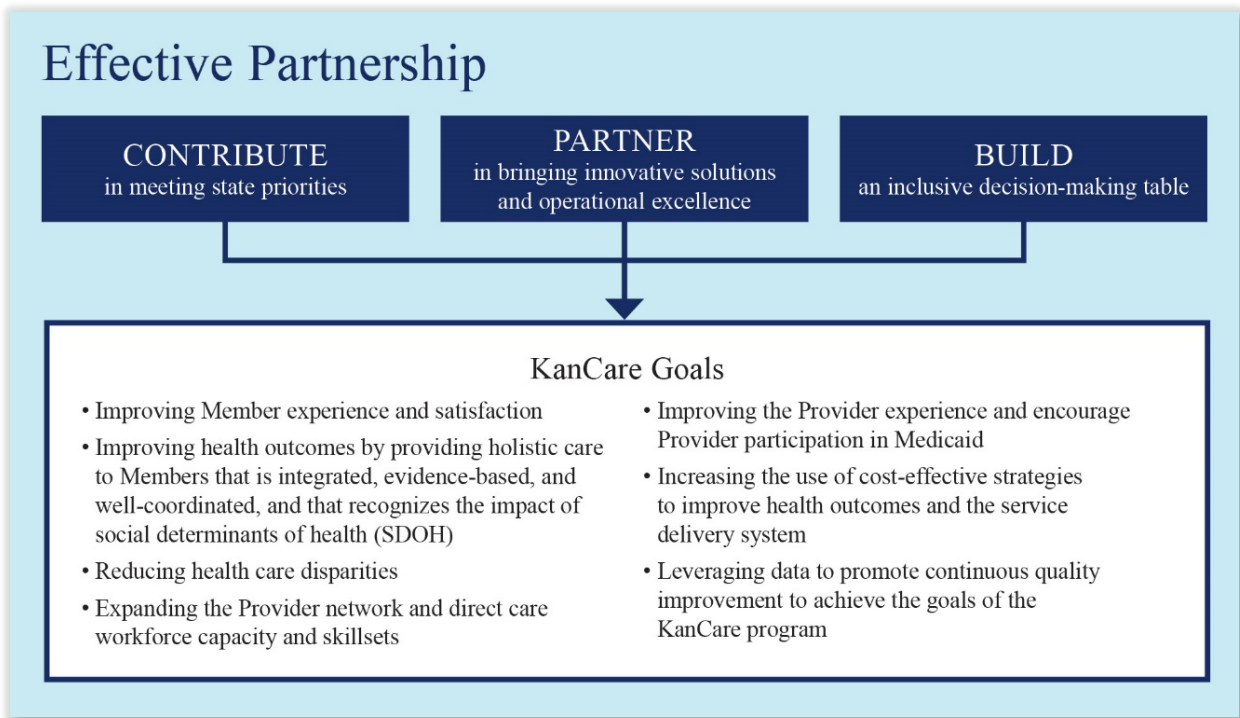 Effective Partnership
CONTRIBUTE
in meeting state priorities
PARTNER
in bringing innovative solutions
and operational excellence
BUILD
an inclusive decision-making table
KanCare Goals
• Improving Member experience and satisfaction
• Improving health outcomes by providing holistic care
to Members that is integrated, evidence-based, and
well-coordinated, and that recognizes the impact of
social determinants of health (SDOH)
• Reducing health care disparities
• Expanding the Provider network and direct care
workforce capacity and skillsets
• Improving the Provider experience and encourage
Provider participation in Medicaid
• Increasing the use of cost-effective strategies
to improve health outcomes and the service
delivery system
• Leveraging data to promote continuous quality
improvement to achieve the goals of the
KanCare program